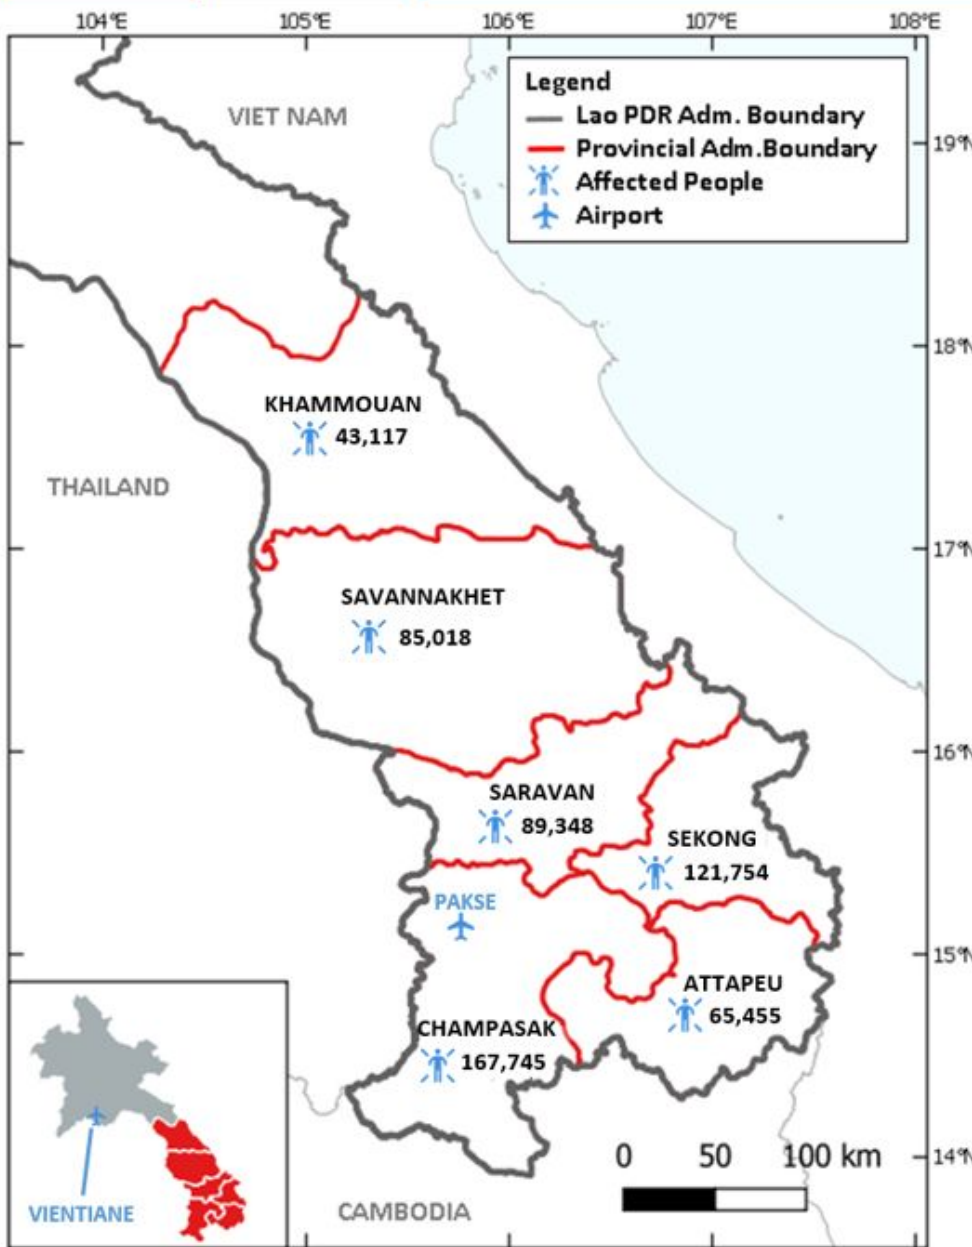 104°E 105°E 106°E 107°E 108°E
Legend
Lao PDR Adm. Boundary
Provincial Adm.Boundary
Affected People
Airport
VIET NAM
19°N
18°N
KHAMMOUAN
43,117
THAILAND
17°N
SAVANNAKHET
85,018
16°N
SARAVAN
89,348
SEKONG
121,754
PAKSE
15°N
ATTAPEU
65,455
CHAMPASAK
167,745
14°N
0 50 100 km
VIENTIANE
CAMBODIA